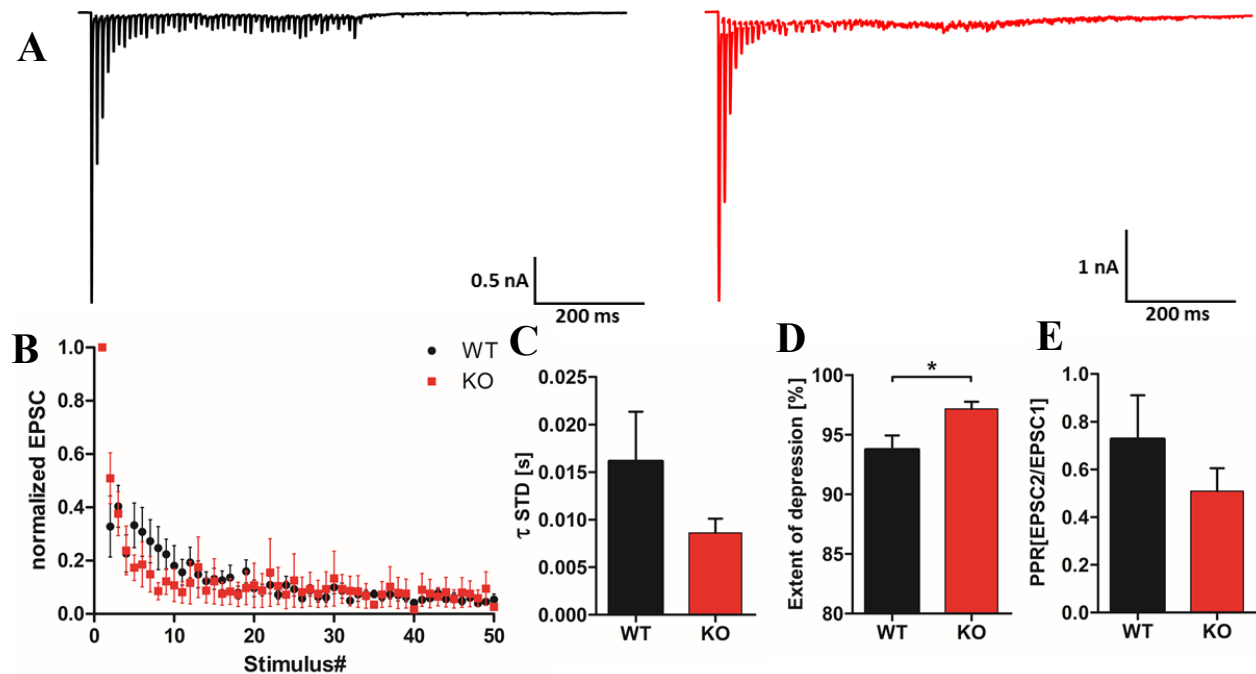 A
0.5 nA
200 ms
1 nA
200 ms
B
normalized EPSC
1.0
0.8
0.6
0.4
0.2
0.0
0
10
20
30
40
50
Stimulus#
WT
KO
C
τ STD [s]
0.025
0.020
0.015
0.010
0.005
0.000
WT
KO
D
Extent of depression [%]
100
95
90
85
80
*
WT
KO
E
PPR[EPSC2/EPSC1]
1.0
0.8
0.6
0.4
0.2
0.0
WT
KO